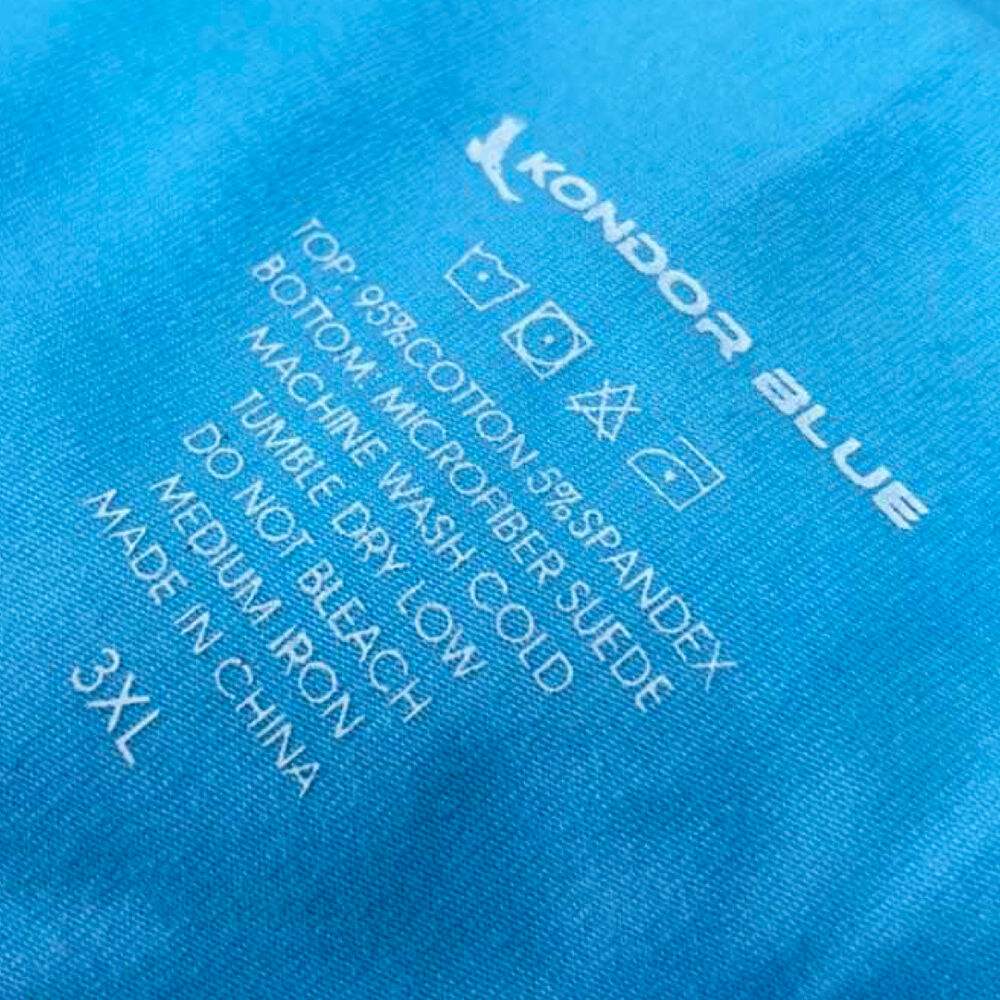 KONDOR BLUE
TOP: 95%COTTON 5%SPANDEX
BOTTOM: MICROFIBER SUEDE
MACHINE WASH COLD
TUMBLE DRY LOW
DO NOT BLEACH
MEDIUM IRON
MADE IN CHINA
3XL